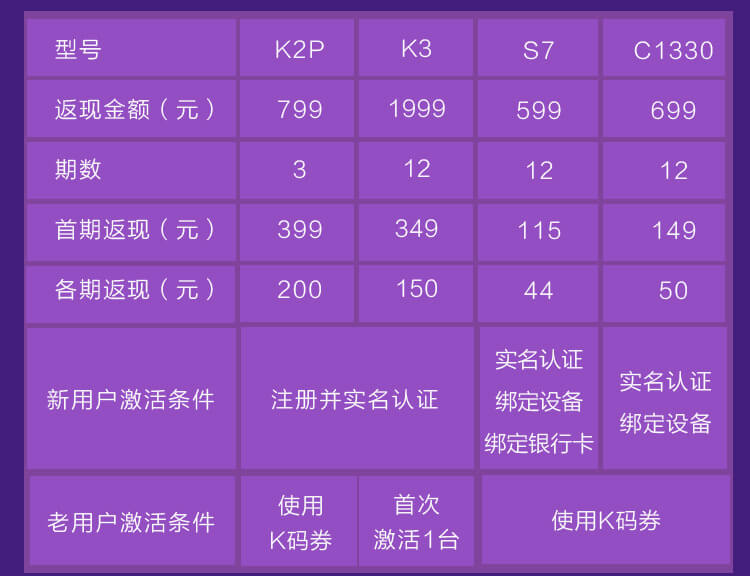 型号 K2P K3 S7 C1330
返现金额（元） 799 1999 599 699
期数 3 12 12 12
首期返现（元） 399 349 115 149
各期返现（元） 200 150 44 50
新用户激活条件
注册并实名认证
实名认证
绑定设备
绑定银行卡
实名认证
绑定设备
老用户激活条件
使用
K码券
首次
激活1台
使用K码券